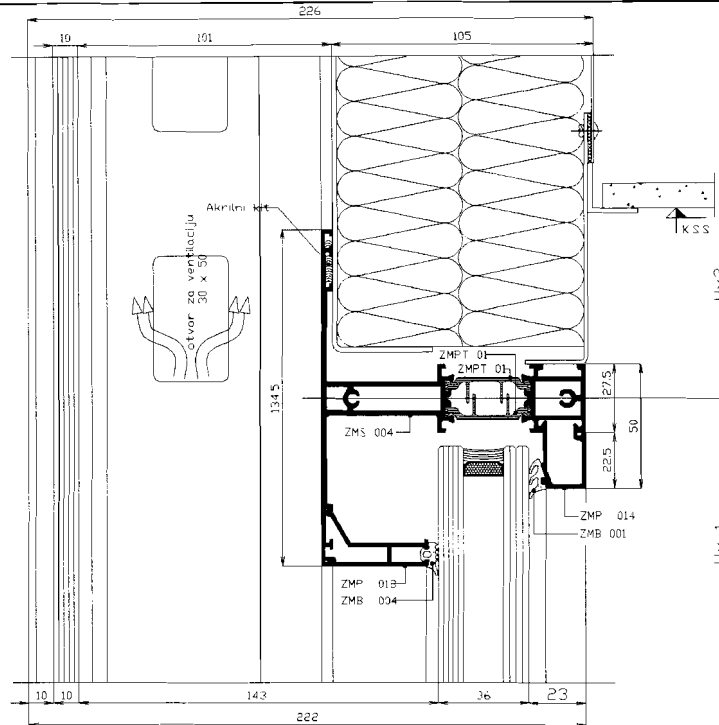 226
10
101
105
Akrilni kit
KSS
otvor za ventilaciju
30 x 50
134.5
ZMPT 01
ZMPT 01
ZMS 004
27.5
50
22.5
ZMP 014
ZMB 001
ZMP 013
ZMB 004
10
10
143
36
23
222